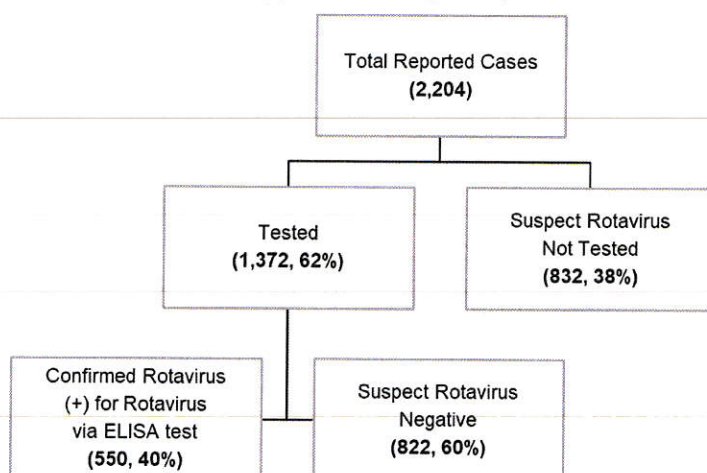 Total Reported Cases
(2,204)
Tested
(1,372, 62%)
Suspect Rotavirus
Not Tested
(832, 38%)
Confirmed Rotavirus
(+) for Rotavirus
via ELISA test
(550, 40%)
Suspect Rotavirus
Negative
(822, 60%)